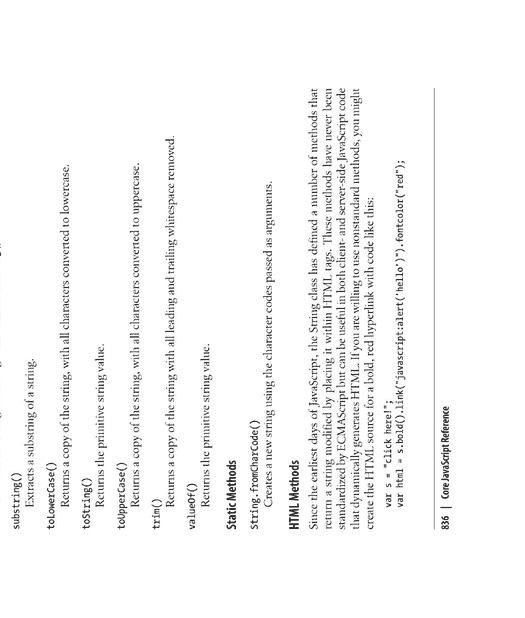 substring()
Extracts a substring of a string.
toLowerCase()
Returns a copy of the string, with all characters converted to lowercase.
toString()
Returns the primitive string value.
toUpperCase()
Returns a copy of the string, with all characters converted to uppercase.
trim()
Returns a copy of the string with all leading and trailing whitespace removed.
valueOf()
Returns the primitive string value.
Static Methods
String.fromCharCode()
Creates a new string using the character codes passed as arguments.
HTML Methods
Since the earliest days of JavaScript, the String class has defined a number of methods that
return a string modified by placing it within HTML tags. These methods have never been
standardized by ECMAScript but can be useful in both client- and server-side JavaScript code
that dynamically generates HTML. If you are willing to use nonstandard methods, you might
create the HTML source for a bold, red hyperlink with code like this:
var s = "click here!";
var html = s.bold().link("javascript:alert('hello')").fontcolor("red");
836 | Core JavaScript Reference